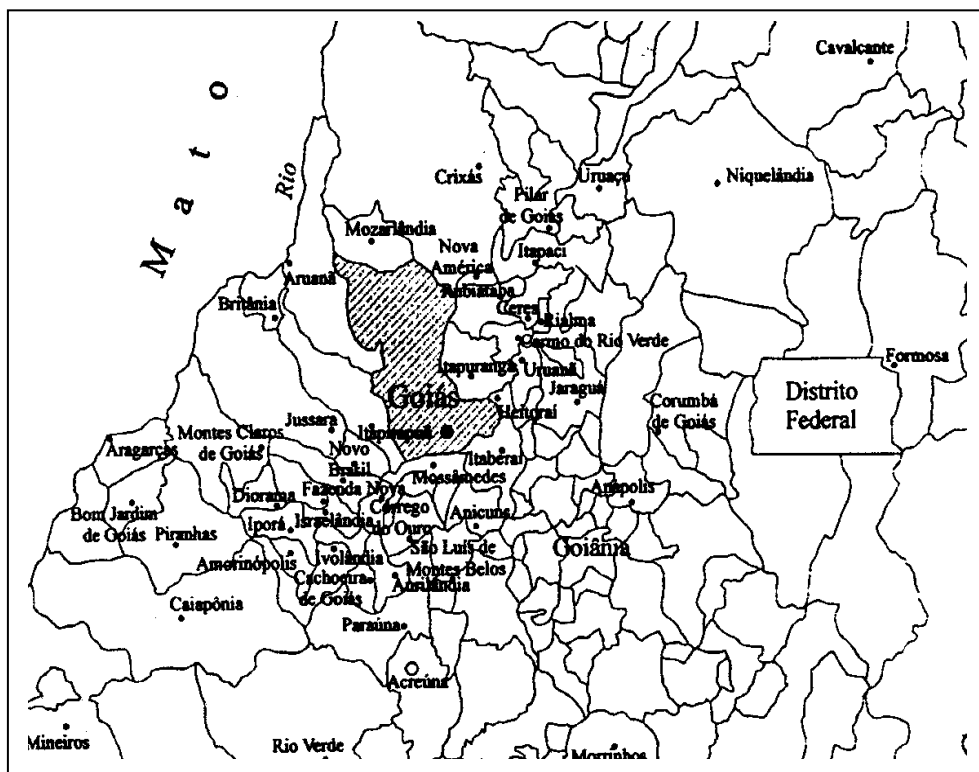 Cavalcante
Mato
Rio
Crixás
Uruaçu
Niquelândia
Pilar
de Goiás
Mozarlândia
Nova
América
Itapaci
Aruanã
Rubiataba
Britânia
Ceres
Rialma
Carmo do Rio Verde
Formosa
Itapuranga
Uruanã
Jaraguá
Goiás
Distrito
Federal
Corumbá
de Goiás
Heitoraí
Jussara
Itapirapuã
Aragarças
Montes Claros
de Goiás
Novo
Brasil
Itaberaí
Mossâmedes
Fazenda Nova
Diorama
Anápolis
Bom Jardim
de Goiás
Piranhas
Iporá
Israelândia
Córrego
do Ouro
Anicuns
Goiânia
São Luís de
Montes Belos
Amorinópolis
Ivolândia
Cachoeira
de Goiás
Caiapônia
Paraúna
Acreúna
Mineiros
Rio Verde
Morrinhos